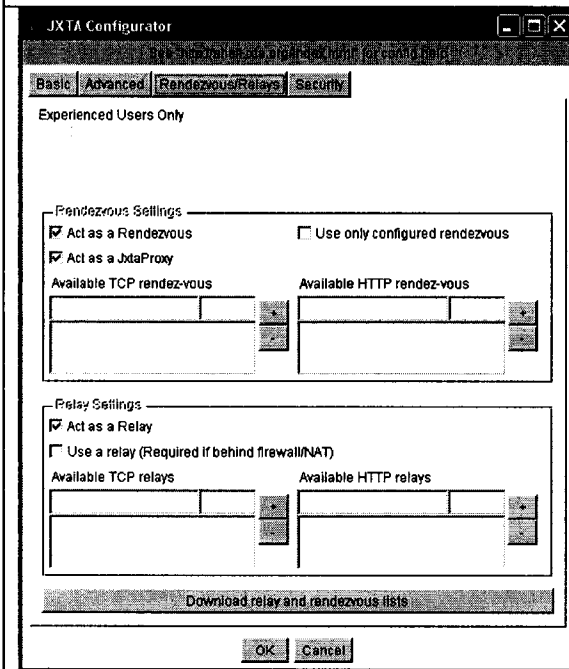 JXTA Configurator
Basic Advanced Rendezvous/Relays Security
Experienced Users Only
Rendezvous Settings
Act as a Rendezvous Use only configured rendezvous
Act as a JxtaProxy
Available TCP rendez-vous Available HTTP rendez-vous
+ +
- -
Relay Settings
Act as a Relay
Use a relay (Required if behind firewall/NAT)
Available TCP relays Available HTTP relays
+ +
- -
Download relay and rendezvous lists
OK Cancel